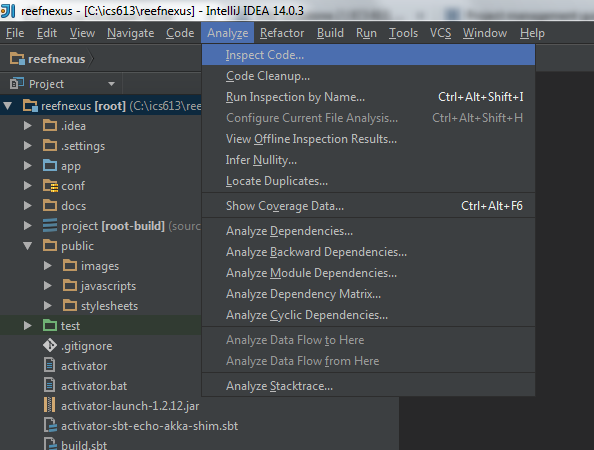 reefnexus - [C:\ics613\reefnexus] - IntelliJ IDEA 14.0.3
File Edit View Navigate Code Analyze Refactor Build Run Tools VCS Window Help
reefnexus
Project
reefnexus [root] (C:\ics613\ree
.idea
.settings
app
conf
docs
project [root-build] (sourc
public
images
javascripts
stylesheets
test
.gitignore
activator
activator.bat
activator-launch-1.2.12.jar
activator-sbt-echo-akka-shim.sbt
build.sbt
Inspect Code...
Code Cleanup...
Run Inspection by Name... Ctrl+Alt+Shift+I
Configure Current File Analysis... Ctrl+Alt+Shift+H
View Offline Inspection Results...
Infer Nullity...
Locate Duplicates...
Show Coverage Data... Ctrl+Alt+F6
Analyze Dependencies...
Analyze Backward Dependencies...
Analyze Module Dependencies...
Analyze Dependency Matrix...
Analyze Cyclic Dependencies...
Analyze Data Flow to Here
Analyze Data Flow from Here
Analyze Stacktrace...